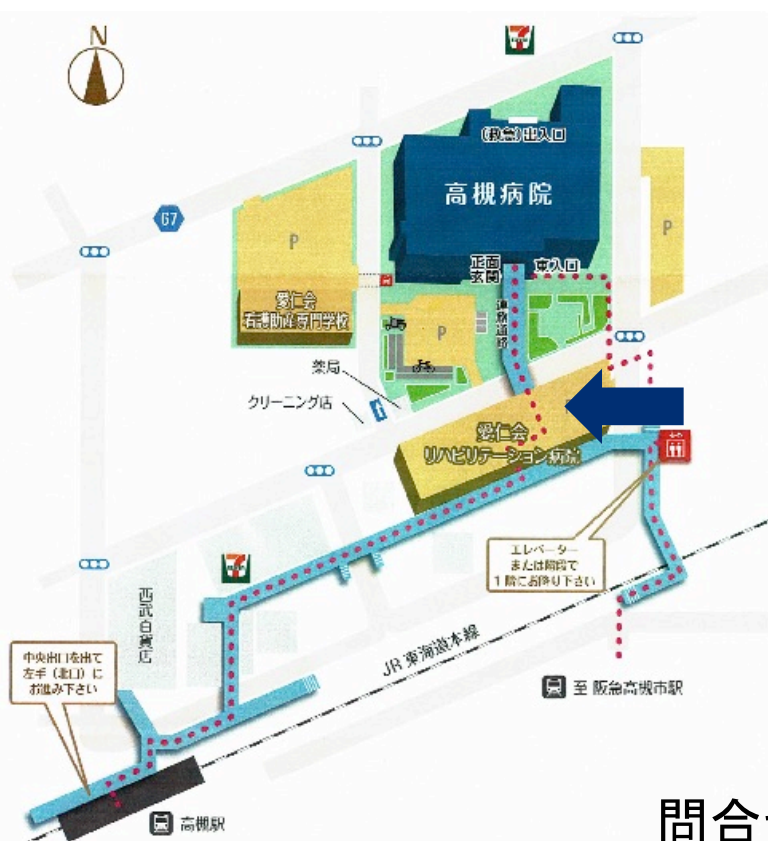 N
67
(救急)出入口
高槻病院
正面
玄関
東入口
連絡通路
P
P
P
愛仁会
看護助産専門学校
薬局
クリーニング店
愛仁会
リハビリテーション病院
エレベーター
または階段で
1階にお降り下さい
西武百貨店
中央出口を出て
左手(北口)に
お進み下さい
JR東海道本線
至 阪急高槻市駅
高槻駅
問合